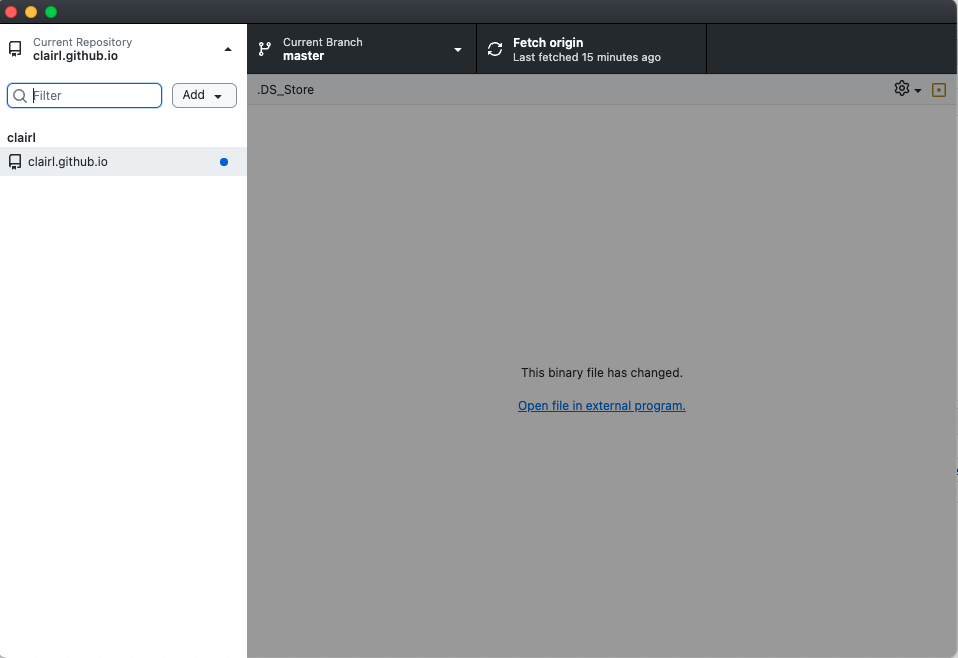 Current Repository
clairl.github.io
Current Branch
master
Fetch origin
Last fetched 15 minutes ago
Filter
Add
.DS_Store
clairl
clairl.github.io
This binary file has changed.
Open file in external program.